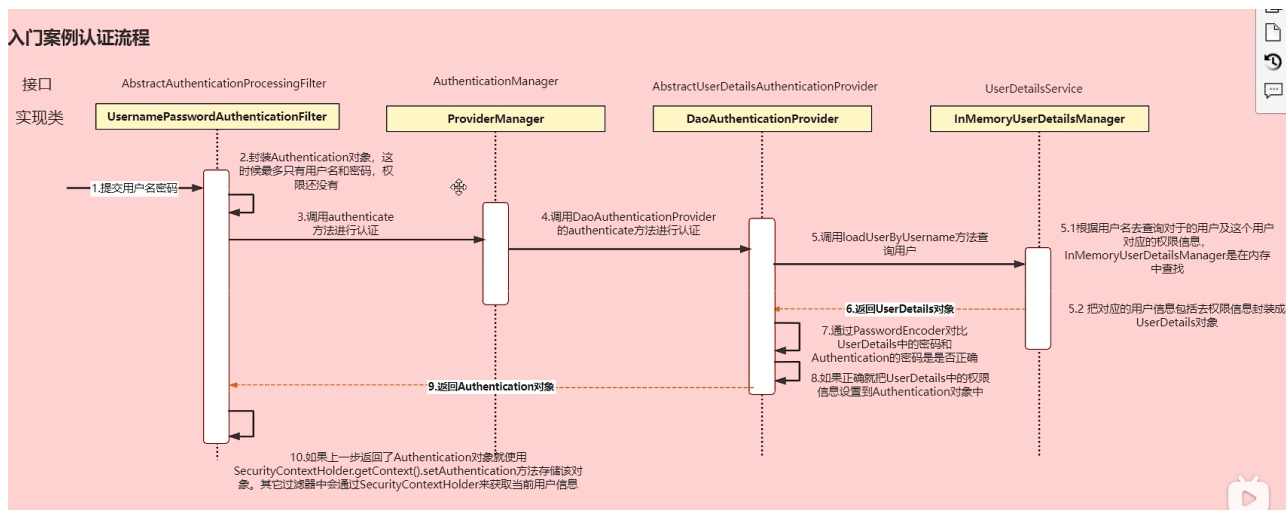 入门案例认证流程
接口
AbstractAuthenticationProcessingFilter
AuthenticationManager
AbstractUserDetailsAuthenticationProvider
UserDetailsService
实现类
UsernamePasswordAuthenticationFilter
ProviderManager
DaoAuthenticationProvider
InMemoryUserDetailsManager
1.提交用户名密码
2.封装Authentication对象，这
时候最多只有用户名和密码，权
限还没有
3.调用authenticate
方法进行认证
4.调用DaoAuthenticationProvider
的authenticate方法进行认证
5.调用loadUserByUsername方法查
询用户
5.1根据用户名去查询对于的用户及这个用户
对应的权限信息，
InMemoryUserDetailsManager是在内存
中查找
5.2 把对应的用户信息包括去权限信息封装成
UserDetails对象
6.返回UserDetails对象
7.通过PasswordEncoder对比
UserDetails中的密码和
Authentication的密码是是否正确
8.如果正确就把UserDetails中的权限
信息设置到Authentication对象中
9.返回Authentication对象
10.如果上一步返回了Authentication对象就使用
SecurityContextHolder.getContext().setAuthentication方法存储该对
象。其它过滤器中会通过SecurityContextHolder来获取当前用户信息